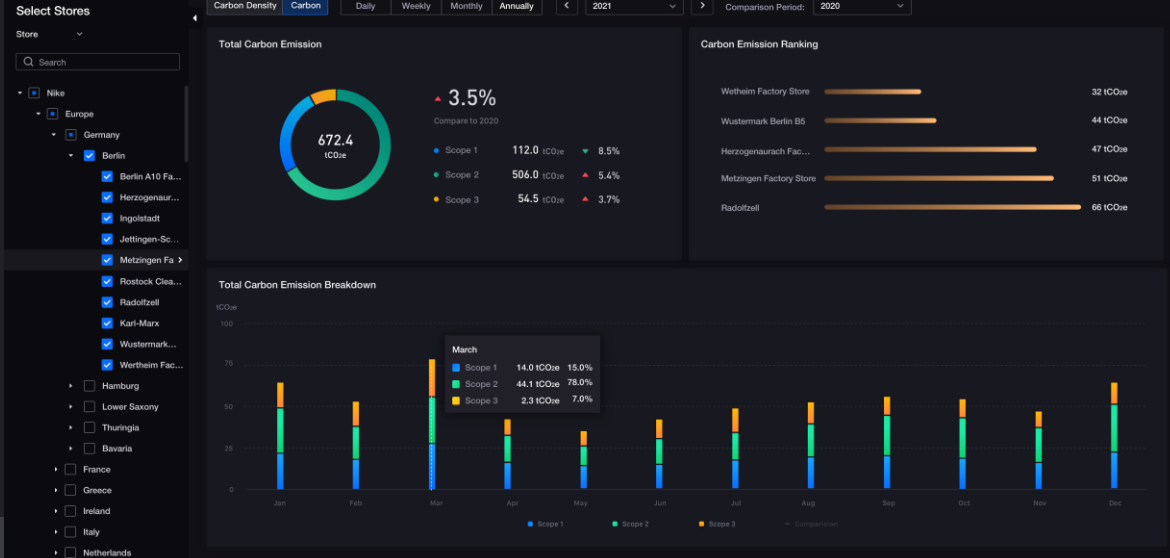 Select Stores
Store
Search
Nike
Europe
Germany
Berlin
Berlin A10 Fa...
Herzogenaur...
Ingolstadt
Jettingen-Sc...
Metzingen Fa
Rostock Clea...
Radolfzell
Karl-Marx
Wustermark...
Wertheim Fac...
Hamburg
Lower Saxony
Thuringia
Bavaria
France
Greece
Ireland
Italy
Netherlands
Carbon Density Carbon Daily Weekly Monthly Annually 2021 Comparison Period: 2020
Total Carbon Emission
672.4
tCO2e
3.5%
Compare to 2020
Scope 1 112.0 tCO2e 8.5%
Scope 2 506.0 tCO2e 5.4%
Scope 3 54.5 tCO2e 3.7%
Carbon Emission Ranking
Wetheim Factory Store 32 tCO2e
Wustermark Berlin B5 44 tCO2e
Herzogenaurach Fac... 47 tCO2e
Metzingen Factory Store 51 tCO2e
Radolfzell 66 tCO2e
Total Carbon Emission Breakdown
tCO2e
100
75
50
25
0
March
Scope 1 14.0 tCO2e 15.0%
Scope 2 44.1 tCO2e 78.0%
Scope 3 2.3 tCO2e 7.0%
Jan Feb Mar Apr May Jun Jul Aug Sep Oct Nov Dec
Scope 1 Scope 2 Scope 3 Comparison